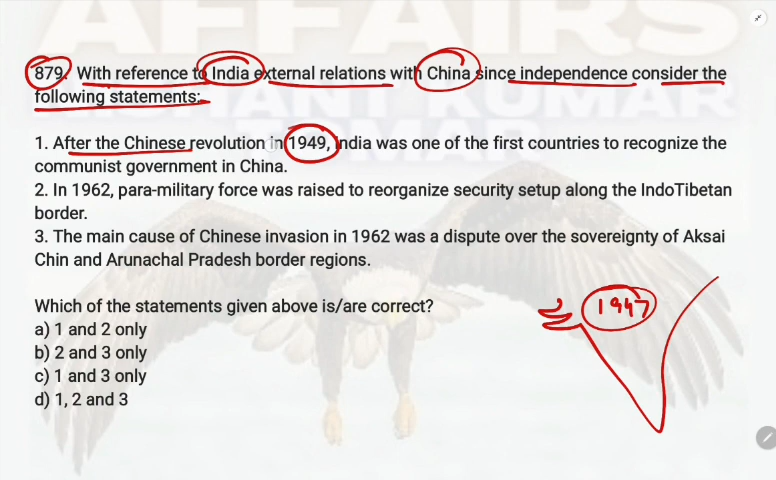 AFFAIRS
879. With reference to India external relations with China since independence consider the
following statements:-
1. After the Chinese revolution in 1949, India was one of the first countries to recognize the
communist government in China.
2. In 1962, para-military force was raised to reorganize security setup along the IndoTibetan
border.
3. The main cause of Chinese invasion in 1962 was a dispute over the sovereignty of Aksai
Chin and Arunachal Pradesh border regions.
Which of the statements given above is/are correct?
1947
a) 1 and 2 only
b) 2 and 3 only
c) 1 and 3 only
d) 1, 2 and 3